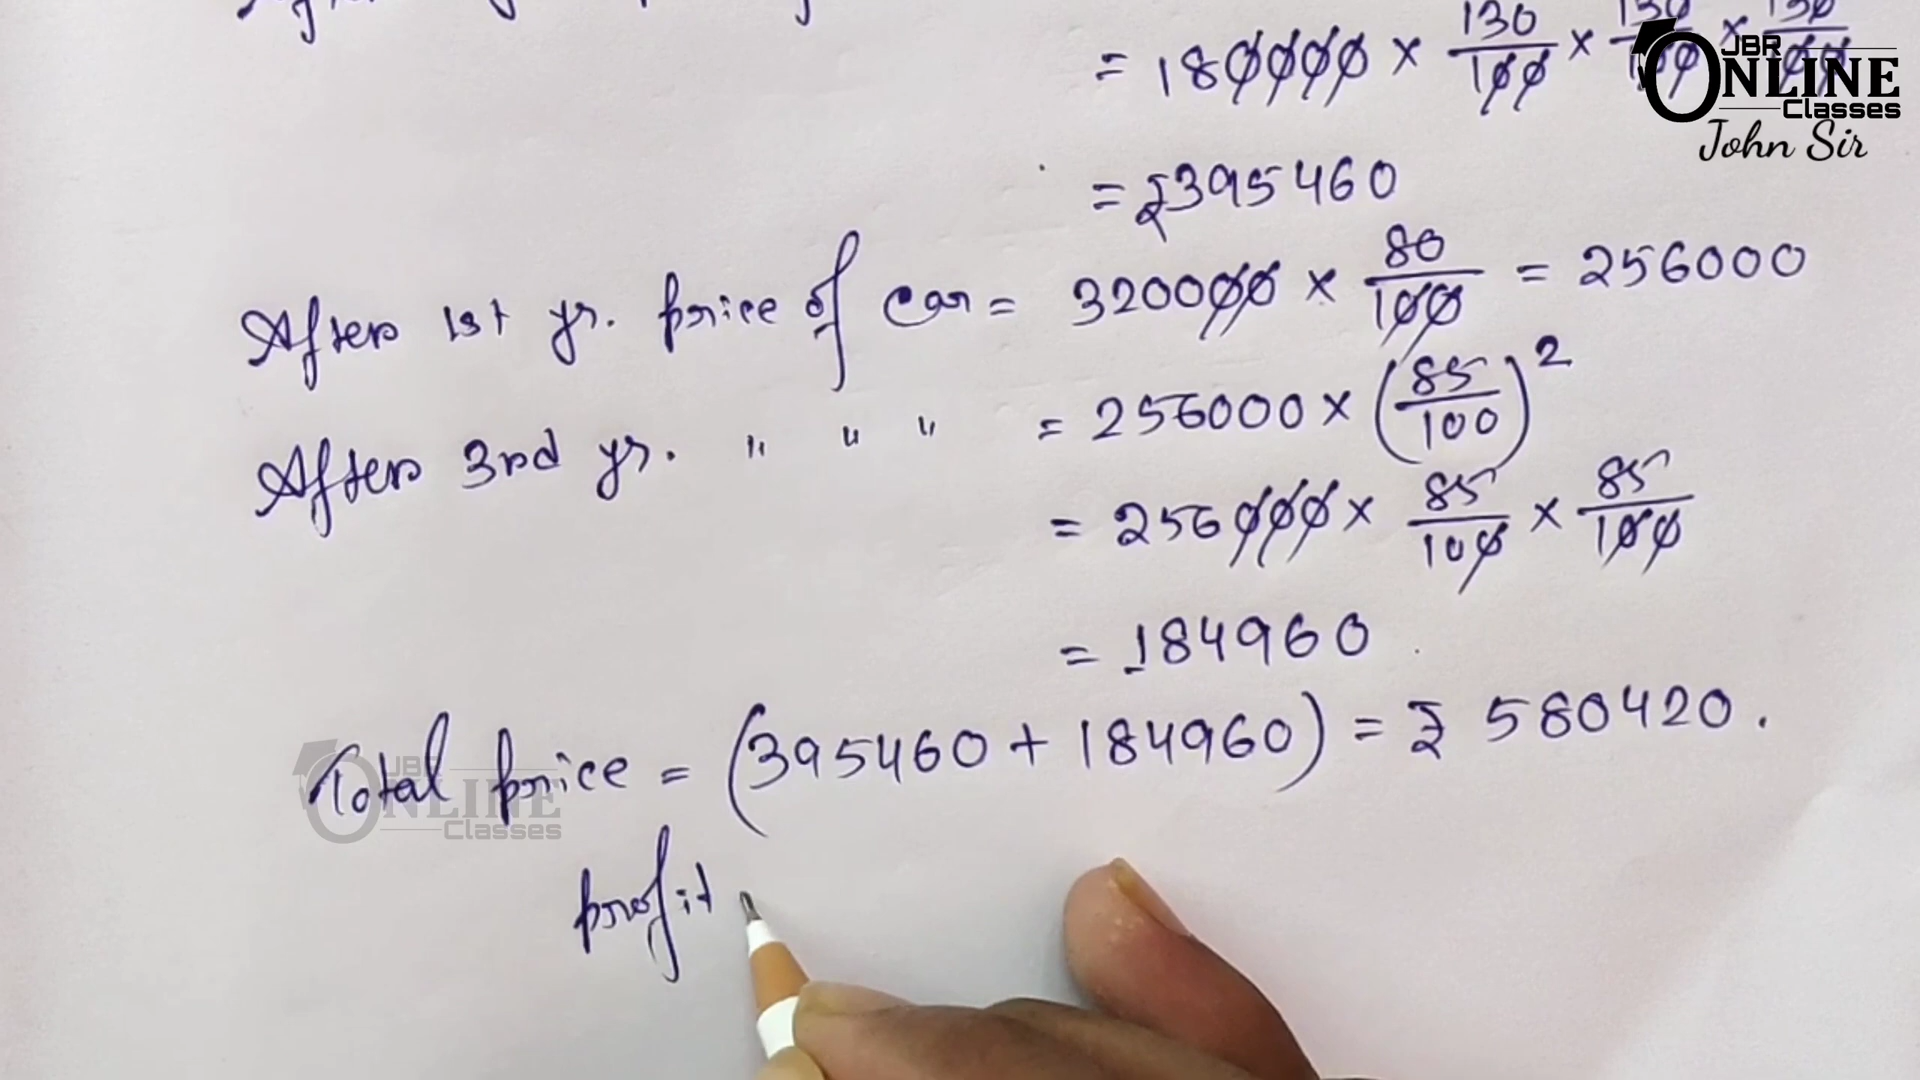 = 180000 × 130/100 × 130/100 × 130/100
JBR
ONLINE
Classes
John Sir
= ₹395460
After 1st yr. price of car = 320000 × 80/100 = 256000
After 3rd yr. " " " = 256000 × (85/100)²
= 256000 × 85/100 × 85/100
= 184960
Total price = (395460 + 184960) = ₹ 580420.
JBR
ONLINE
Classes
profit